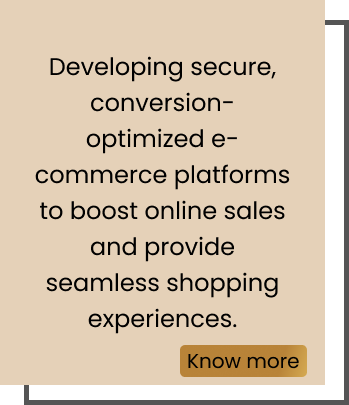 Developing secure,
conversion-
optimized e-
commerce platforms
to boost online sales
and provide
seamless shopping
experiences.
Know more